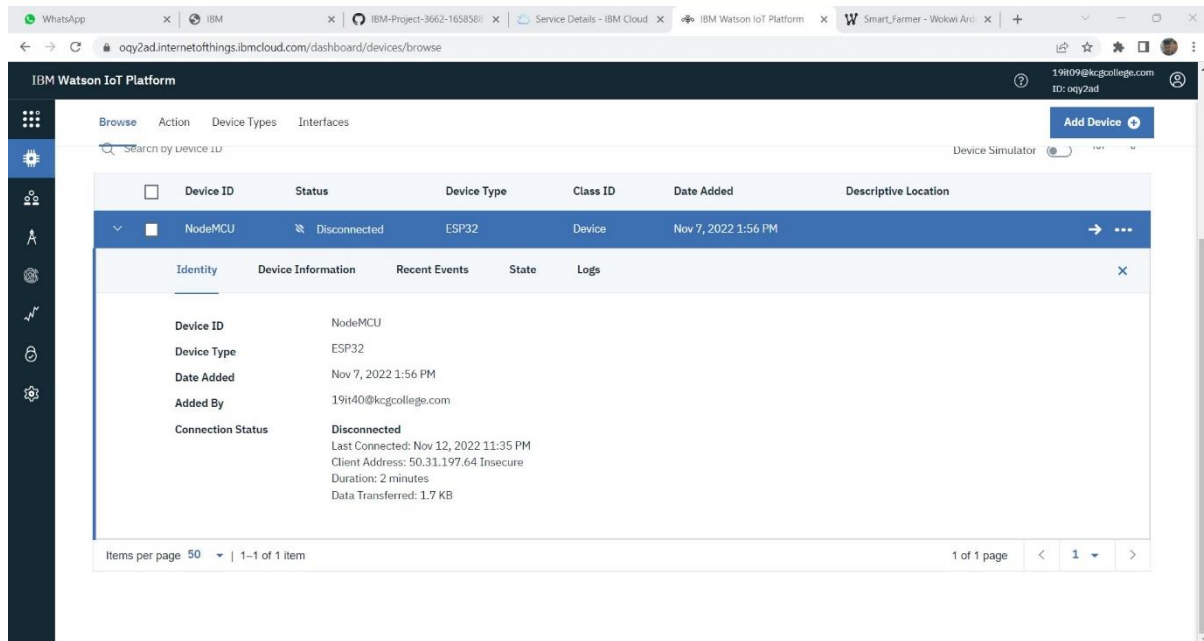 WhatsApp
IBM
IBM-Project-3662-1658588
Service Details - IBM Cloud
IBM Watson IoT Platform
Smart_Farmer - Wokwi Ard
oqy2ad.internetofthings.ibmcloud.com/dashboard/devices/browse
IBM Watson IoT Platform
19it09@kcgcollege.com
ID: oqy2ad
Browse Action Device Types Interfaces
Add Device
Search by Device ID
Device Simulator
Device ID Status Device Type Class ID Date Added Descriptive Location
NodeMCU Disconnected ESP32 Device Nov 7, 2022 1:56 PM
Identity Device Information Recent Events State Logs
Device ID NodeMCU
Device Type ESP32
Date Added Nov 7, 2022 1:56 PM
Added By 19it40@kcgcollege.com
Connection Status Disconnected
Last Connected: Nov 12, 2022 11:35 PM
Client Address: 50.31.197.64 Insecure
Duration: 2 minutes
Data Transferred: 1.7 KB
Items per page 50 | 1–1 of 1 item 1 of 1 page 1